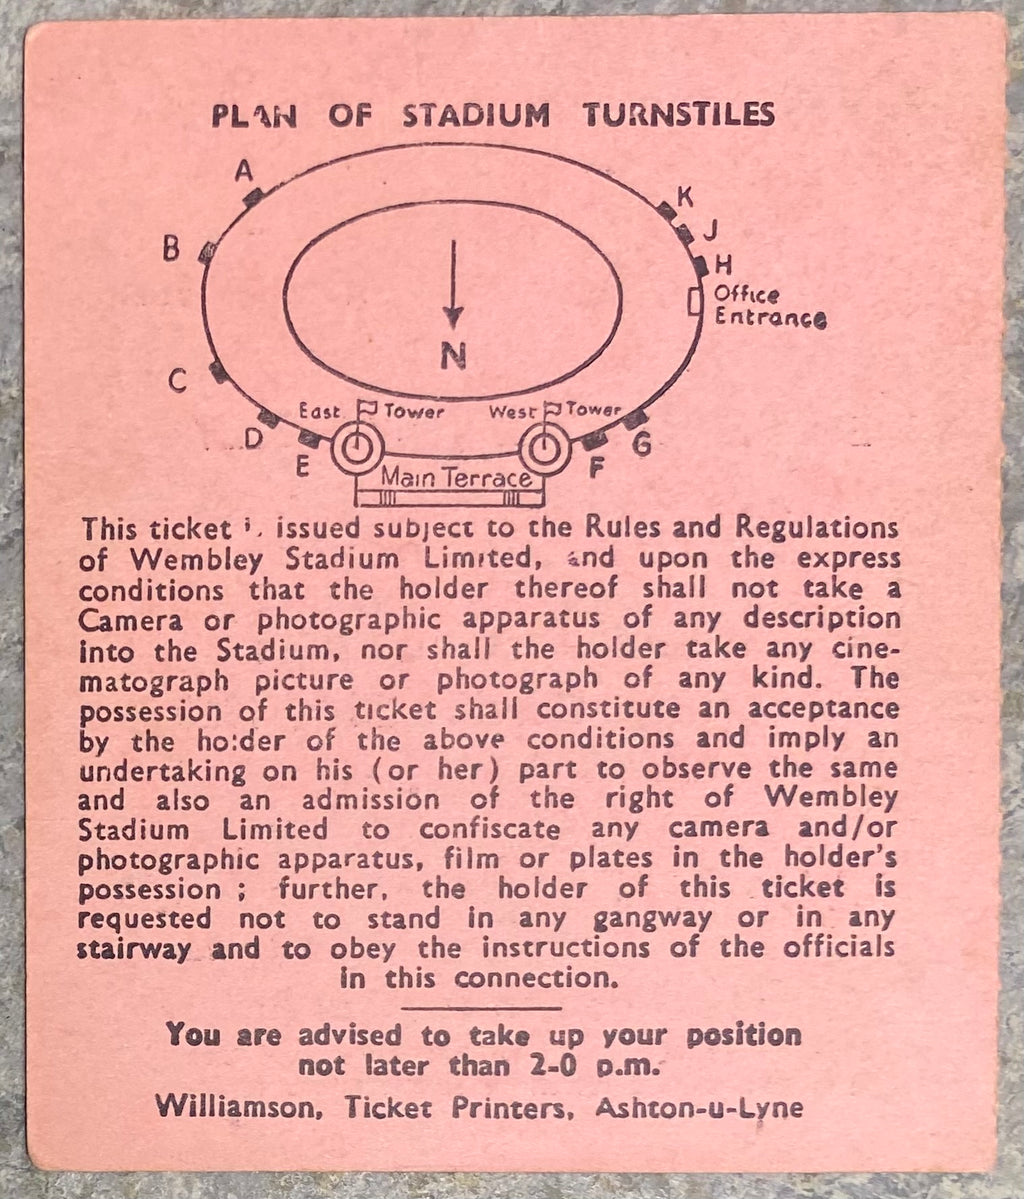 PLAN OF STADIUM TURNSTILES
A
K
J
B
H
Office
Entrance
N
C
East Tower West Tower
D
G
E
F
Main Terrace
This ticket i. issued subject to the Rules and Regulations
of Wembley Stadium Limited, and upon the express
conditions that the holder thereof shall not take a
Camera or photographic apparatus of any description
into the Stadium, nor shall the holder take any cine-
matograph picture or photograph of any kind. The
possession of this ticket shall constitute an acceptance
by the holder of the above conditions and imply an
undertaking on his (or her) part to observe the same
and also an admission of the right of Wembley
Stadium Limited to confiscate any camera and/or
photographic apparatus, film or plates in the holder's
possession ; further, the holder of this ticket is
requested not to stand in any gangway or in any
stairway and to obey the instructions of the officials
in this connection.
You are advised to take up your position
not later than 2-0 p.m.
Williamson, Ticket Printers, Ashton-u-Lyne